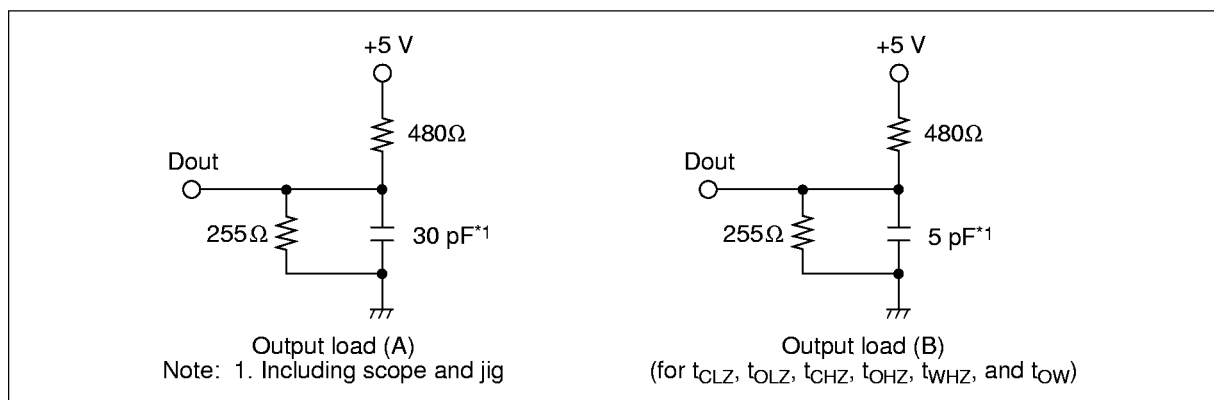 +5 V
480Ω
Dout
255Ω
30 pF*1
Output load (A)
Note: 1. Including scope and jig
+5 V
480Ω
Dout
255Ω
5 pF*1
Output load (B)
(for tCLZ, tOLZ, tCHZ, tOHZ, tWHZ, and tOW)